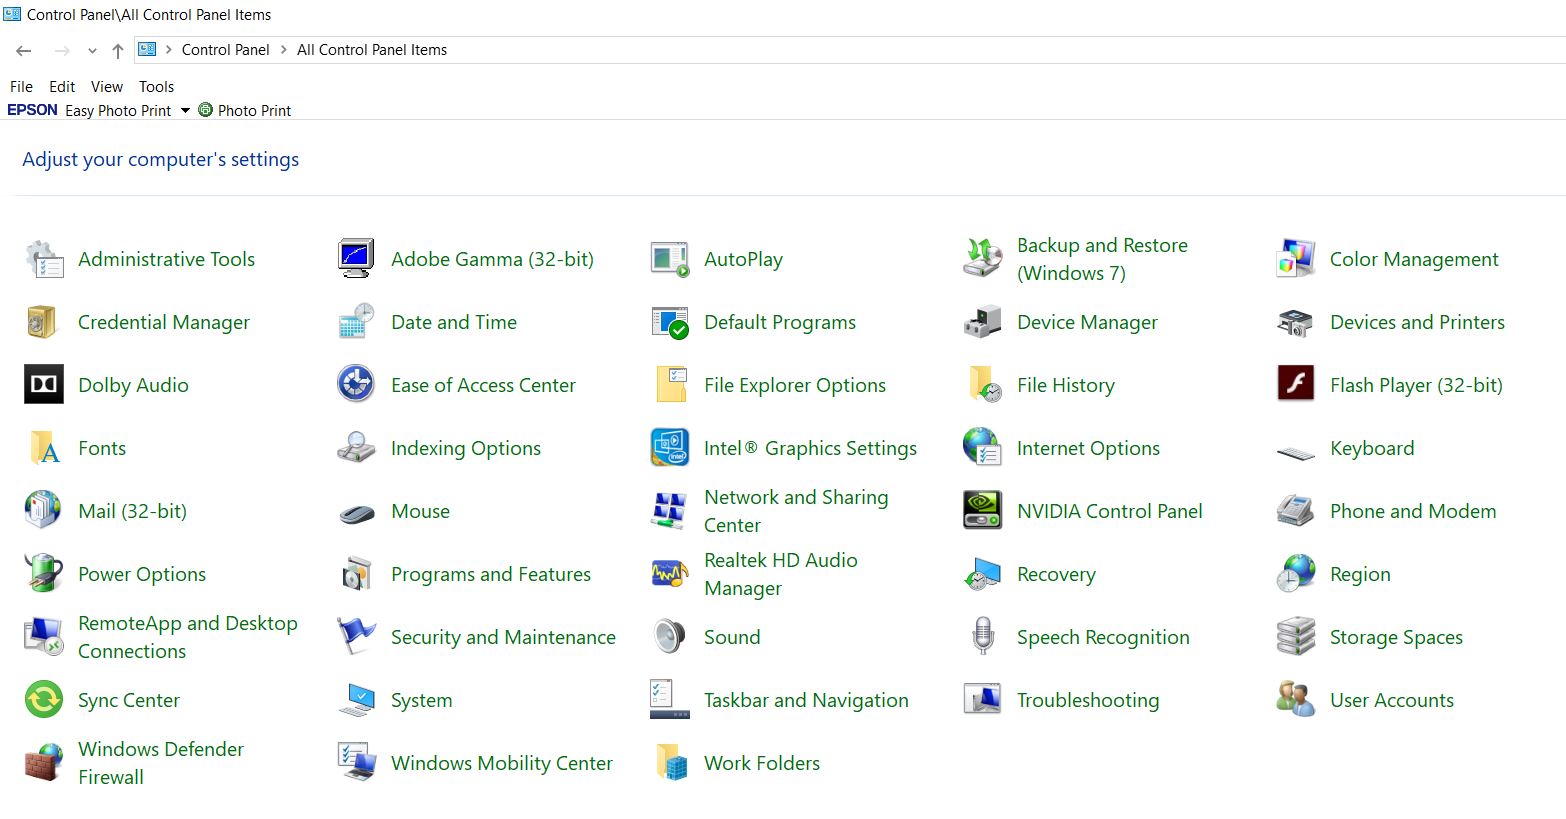 Control Panel\All Control Panel Items
Control Panel > All Control Panel Items
File Edit View Tools
EPSON Easy Photo Print Photo Print
Adjust your computer's settings
Administrative Tools
Adobe Gamma (32-bit)
AutoPlay
Backup and Restore
(Windows 7)
Color Management
Credential Manager
Date and Time
Default Programs
Device Manager
Devices and Printers
Dolby Audio
Ease of Access Center
File Explorer Options
File History
Flash Player (32-bit)
Fonts
Indexing Options
Intel® Graphics Settings
Internet Options
Keyboard
Mail (32-bit)
Mouse
Network and Sharing
Center
NVIDIA Control Panel
Phone and Modem
Power Options
Programs and Features
Realtek HD Audio
Manager
Recovery
Region
RemoteApp and Desktop
Connections
Security and Maintenance
Sound
Speech Recognition
Storage Spaces
Sync Center
System
Taskbar and Navigation
Troubleshooting
User Accounts
Windows Defender
Firewall
Windows Mobility Center
Work Folders